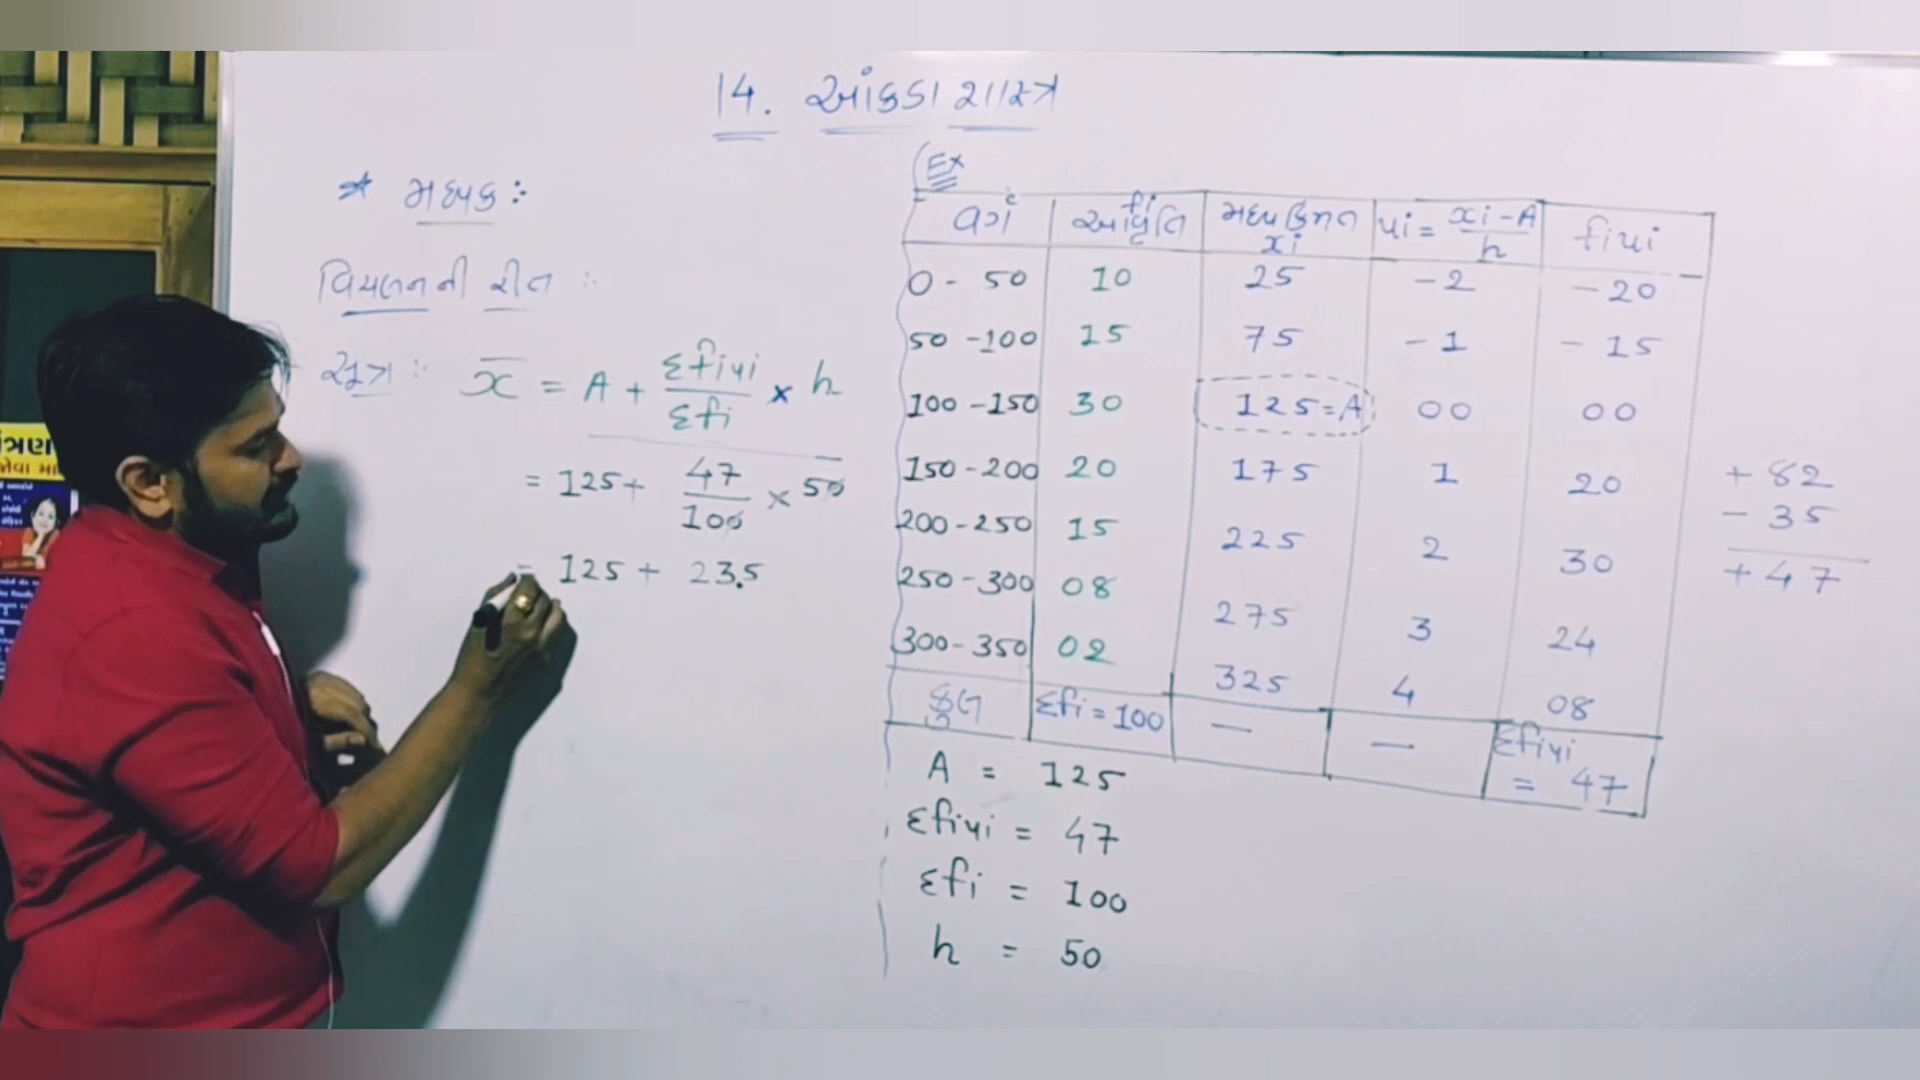 14. આંકડાશાસ્ત્ર
* મધ્યક :-
વિચલનની રીત :-
સૂત્ર :- x̄ = A + Σfiui / Σfi × h
= 125 + 47 / 100 × 50
= 125 + 23.5
Ex
વર્ગ | આવૃત્તિ fi | મધ્યકિંમત xi | ui = xi - A / h | fiui
0 - 50 | 10 | 25 | - 2 | - 20
50 - 100 | 15 | 75 | - 1 | - 15
100 - 150 | 30 | 125 = A | 00 | 00
150 - 200 | 20 | 175 | 1 | 20
200 - 250 | 15 | 225 | 2 | 30
250 - 300 | 08 | 275 | 3 | 24
300 - 350 | 02 | 325 | 4 | 08
કુલ | Σfi = 100 | — | — | Σfiui = 47
+ 82
- 35
+ 47
A = 125
Σfiui = 47
Σfi = 100
h = 50